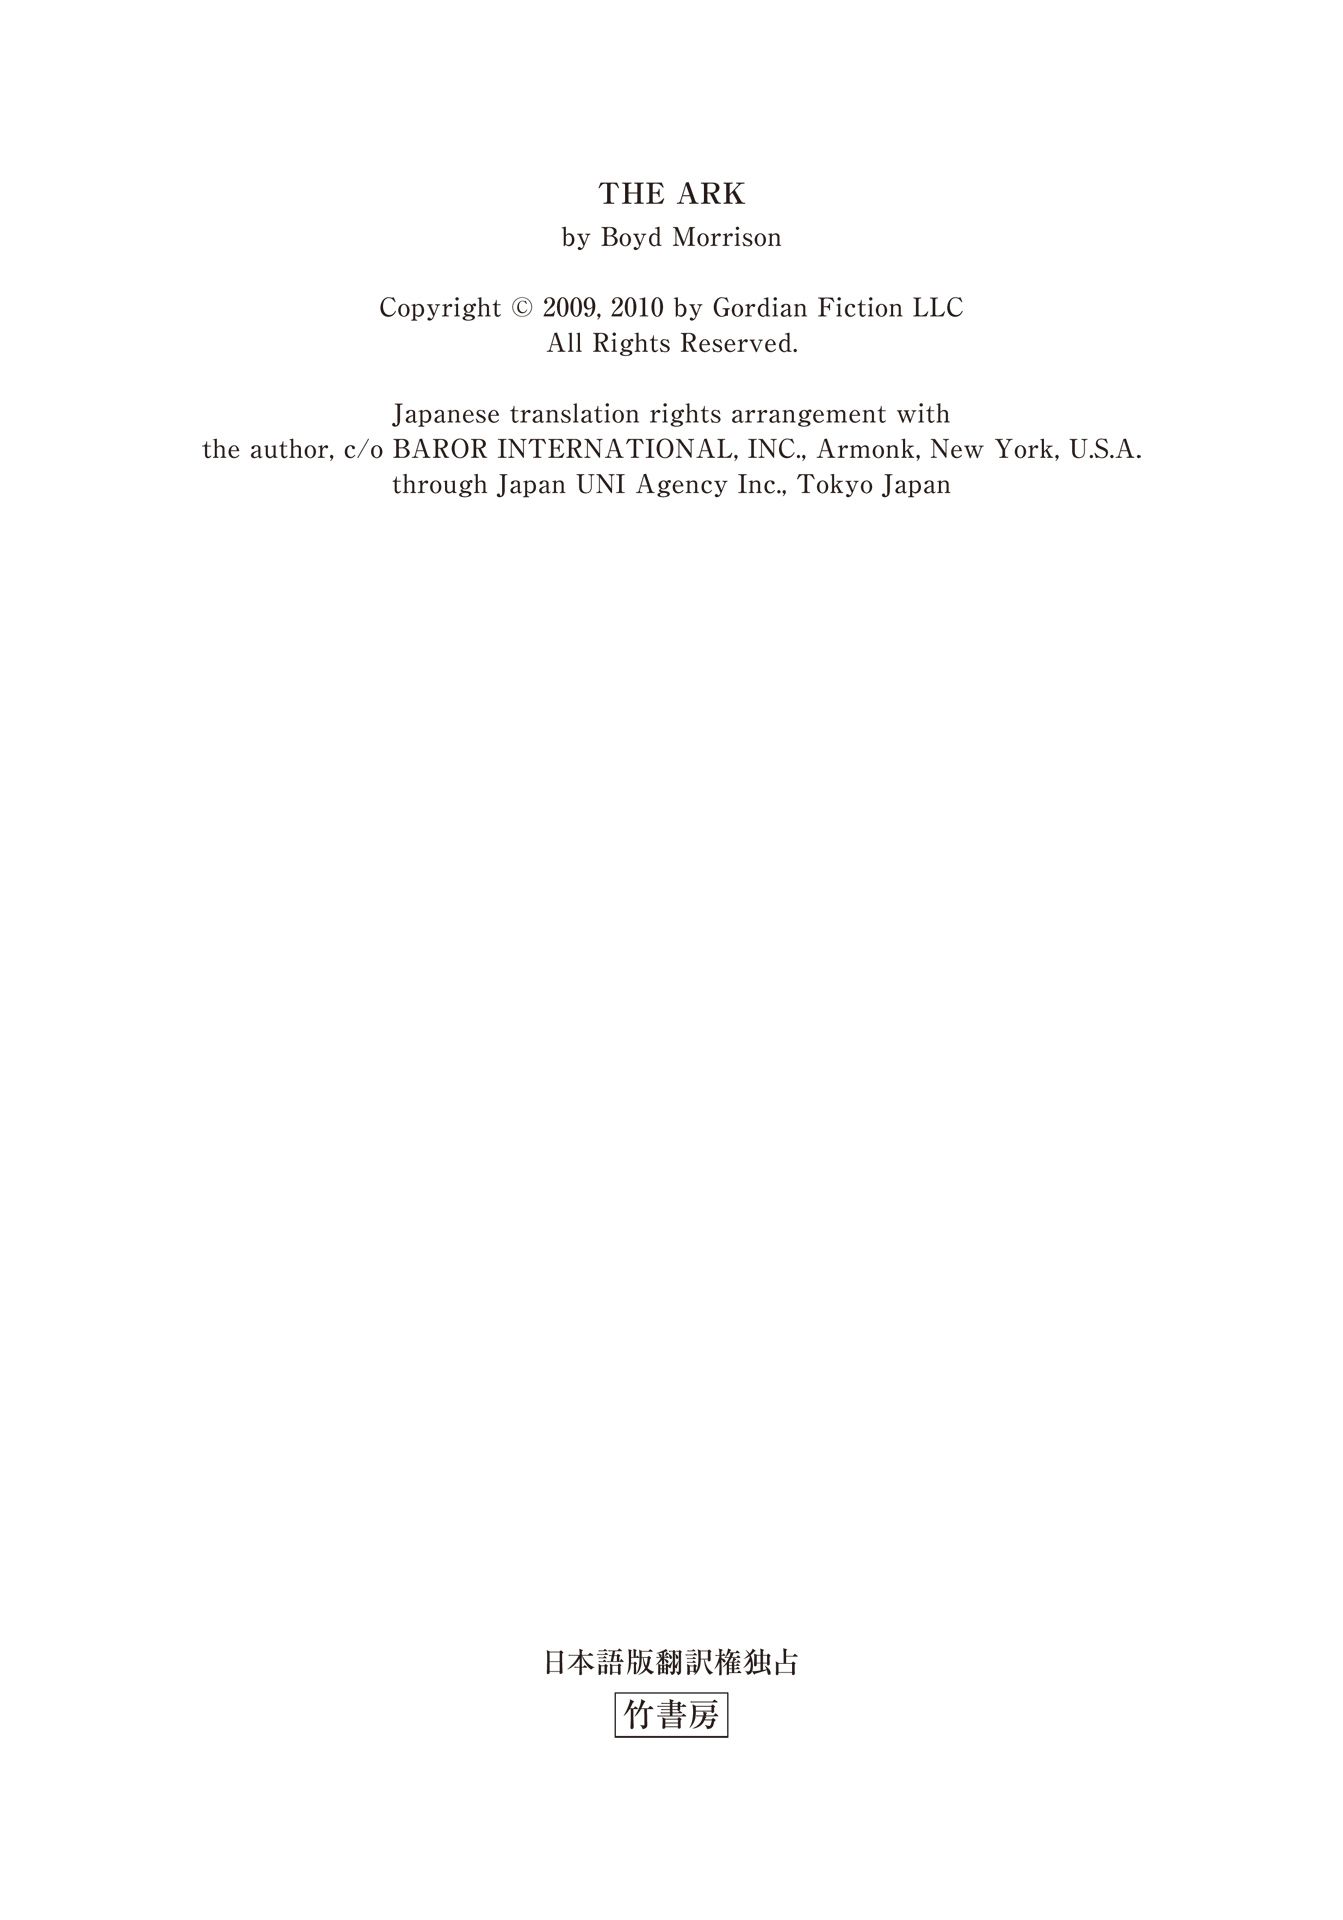 THE ARK
by Boyd Morrison
Copyright © 2009, 2010 by Gordian Fiction LLC
All Rights Reserved.
Japanese translation rights arrangement with
the author, c/o BAROR INTERNATIONAL, INC., Armonk, New York, U.S.A.
through Japan UNI Agency Inc., Tokyo Japan
日本語版翻訳権独占
竹書房